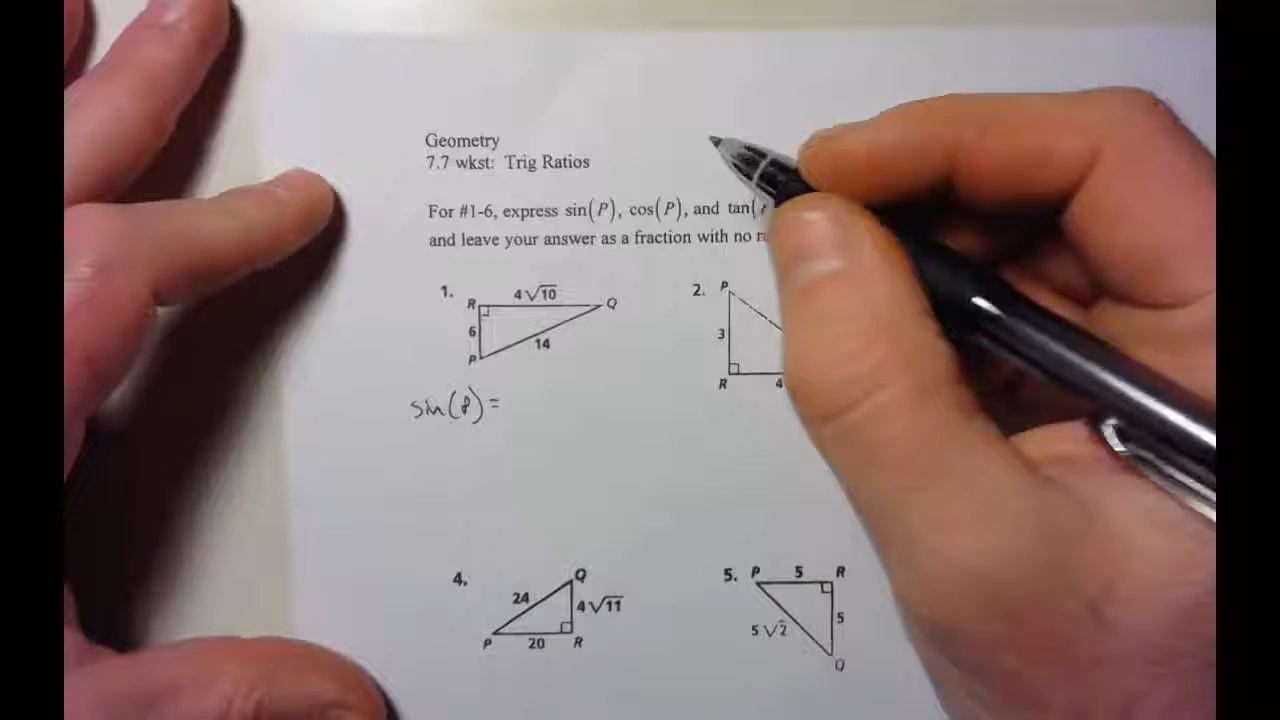 Geometry
7.7 wkst: Trig Ratios
For #1-6, express sin(P), cos(P), and tan(
and leave your answer as a fraction with no
1.
R 4√10 Q
6
14
P
2. P
3
R 4
sin(P) =
4.
Q
24
4√11
P 20 R
5. P 5 R
5
5√2
Q